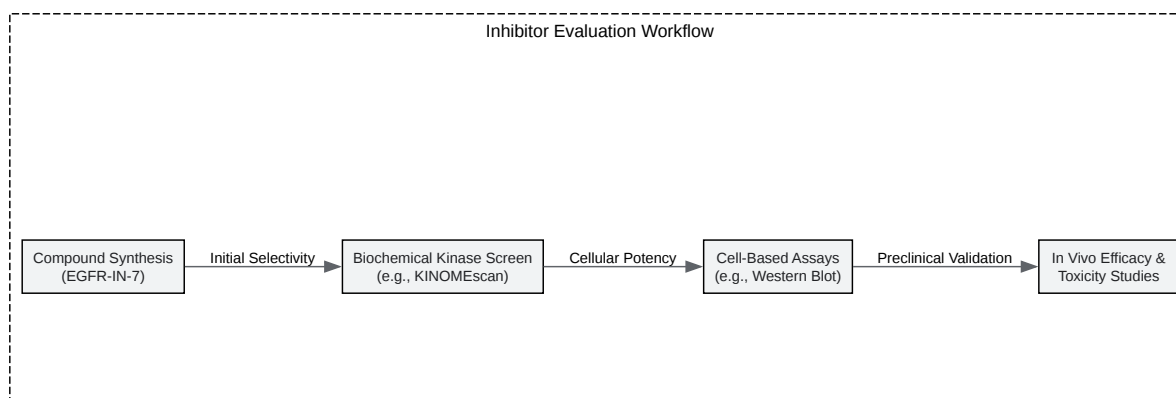 Inhibitor Evaluation Workflow
Compound Synthesis
(EGFR-IN-7)
Initial Selectivity
Biochemical Kinase Screen
(e.g., KINOMEscan)
Cellular Potency
Cell-Based Assays
(e.g., Western Blot)
Preclinical Validation
In Vivo Efficacy &
Toxicity Studies